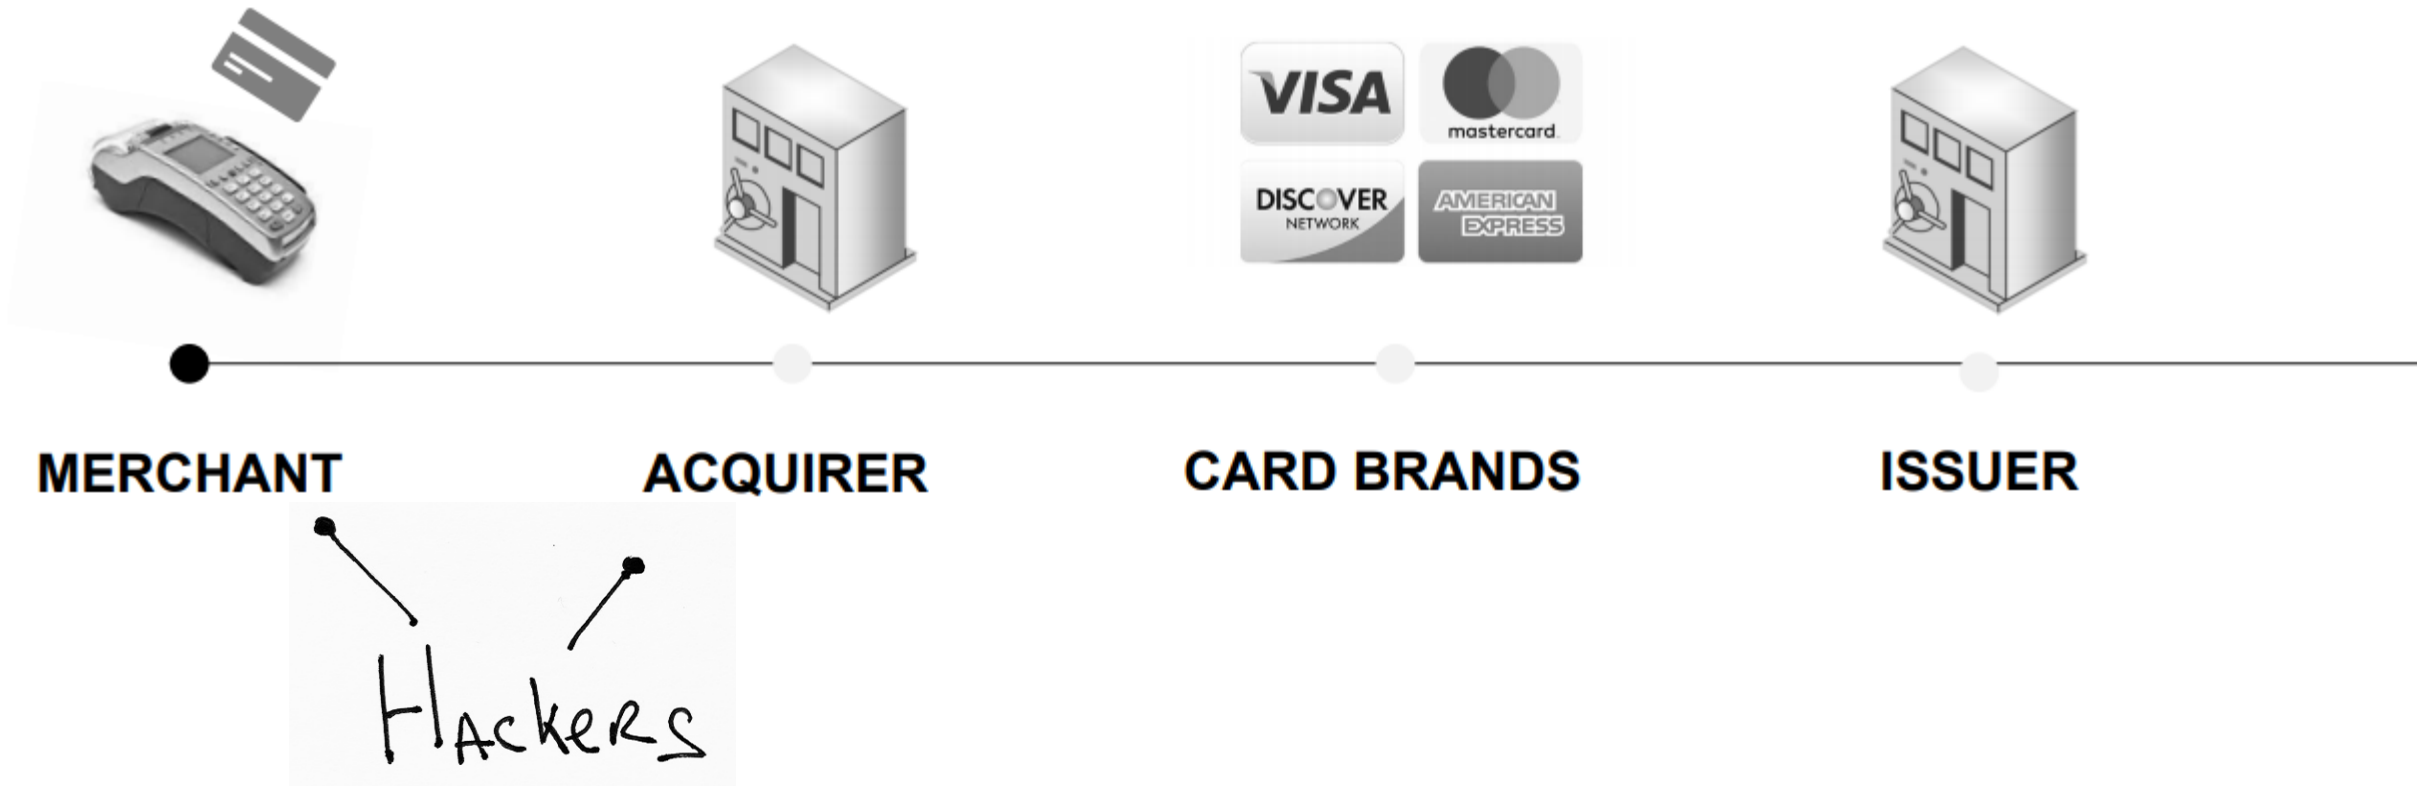 VISA
mastercard.
DISCOVER
NETWORK
AMERICAN
EXPRESS
MERCHANT
ACQUIRER
CARD BRANDS
ISSUER
HACkeRS